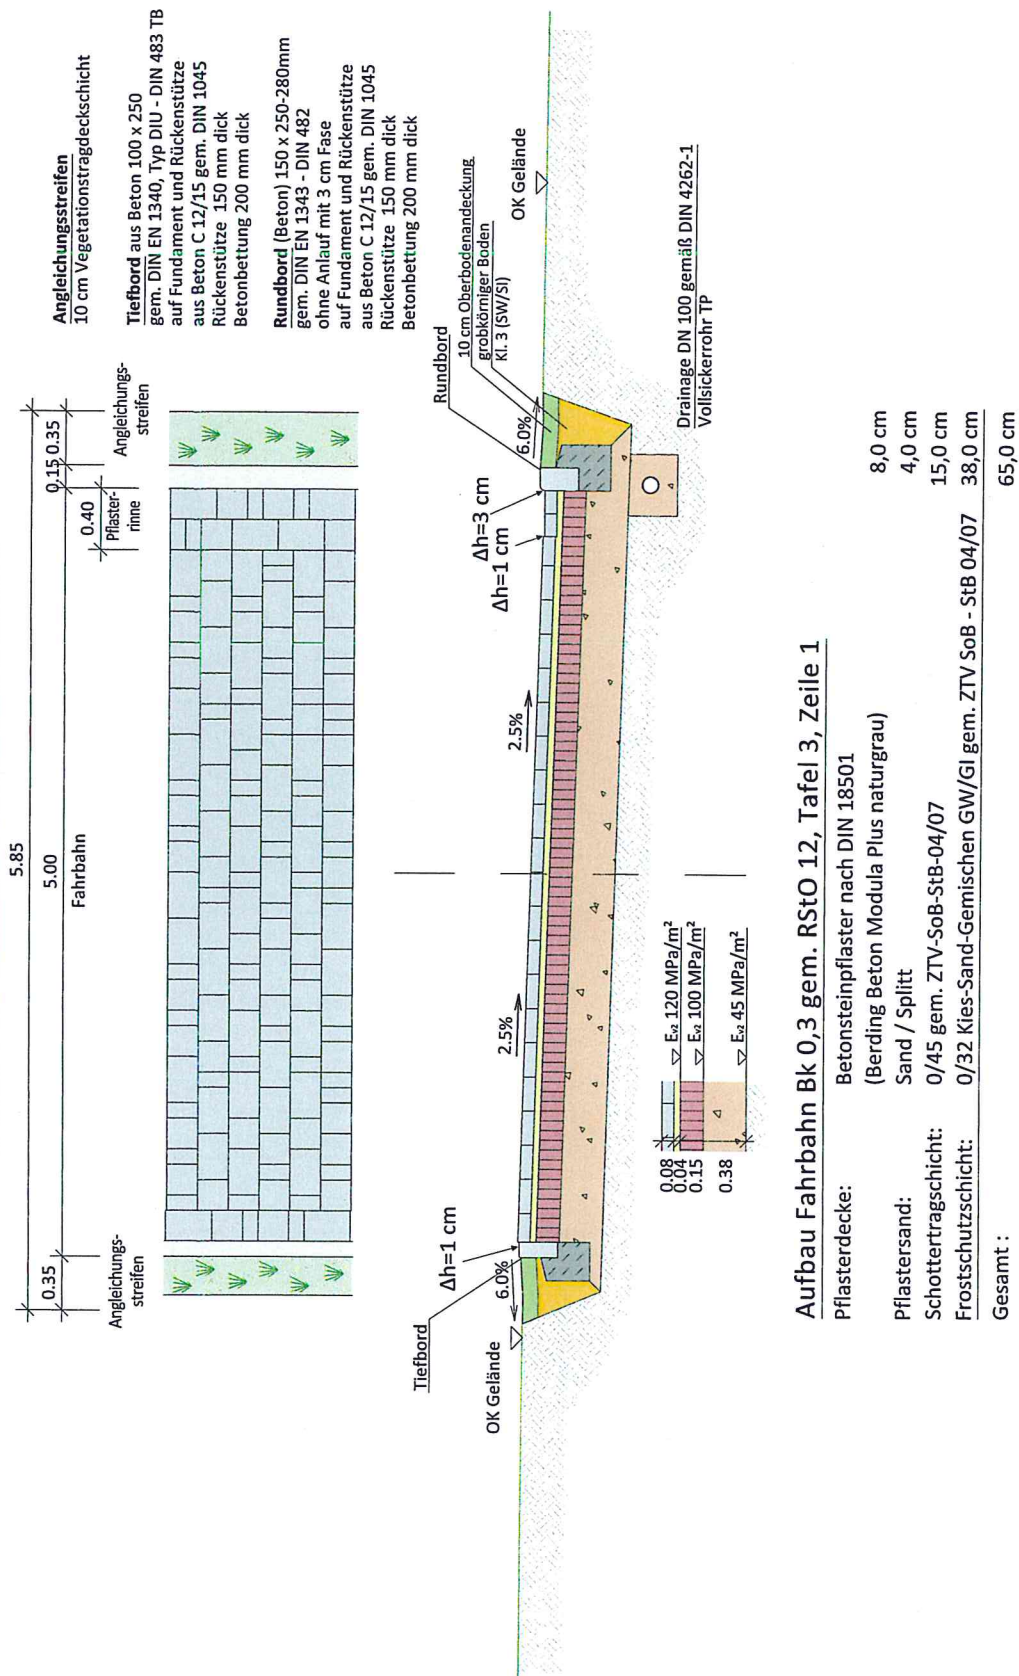 5.85
0.35
5.00
0.15
0.35
Fahrbahn
0.40
Pflaster-
rinne
Angleichungs-
streifen
Angleichungs-
streifen
Angleichungsstreifen
10 cm Vegetationstragdeckschicht
Tiefbord aus Beton 100 x 250
gem. DIN EN 1340, Typ DIU - DIN 483 TB
auf Fundament und Rückenstütze
aus Beton C 12/15 gem. DIN 1045
Rückenstütze 150 mm dick
Betonbettung 200 mm dick
Rundbord (Beton) 150 x 250-280mm
gem. DIN EN 1343 - DIN 482
ohne Anlauf mit 3 cm Fase
auf Fundament und Rückenstütze
aus Beton C 12/15 gem. DIN 1045
Rückenstütze 150 mm dick
Betonbettung 200 mm dick
Tiefbord
OK Gelände
6.0%
Δh=1 cm
2.5%
2.5%
Δh=1 cm
Δh=3 cm
6.0%
Rundbord
10 cm Oberbodenandeckung
grobkörniger Boden
Kl. 3 (SW/SI)
OK Gelände
Drainage DN 100 gemäß DIN 4262-1
Vollsickerrohr TP
0.08
0.04
0.15
0.38
Ev2 120 MPa/m²
Ev2 100 MPa/m²
Ev2 45 MPa/m²
Aufbau Fahrbahn Bk 0,3 gem. RStO 12, Tafel 3, Zeile 1
Pflasterdecke: Betonsteinpflaster nach DIN 18501 8,0 cm
(Berding Beton Modula Plus naturgrau)
Pflastersand: Sand / Splitt 4,0 cm
Schottertragschicht: 0/45 gem. ZTV-SoB-StB-04/07 15,0 cm
Frostschutzschicht: 0/32 Kies-Sand-Gemischen GW/GI gem. ZTV SoB - StB 04/07 38,0 cm
Gesamt : 65,0 cm